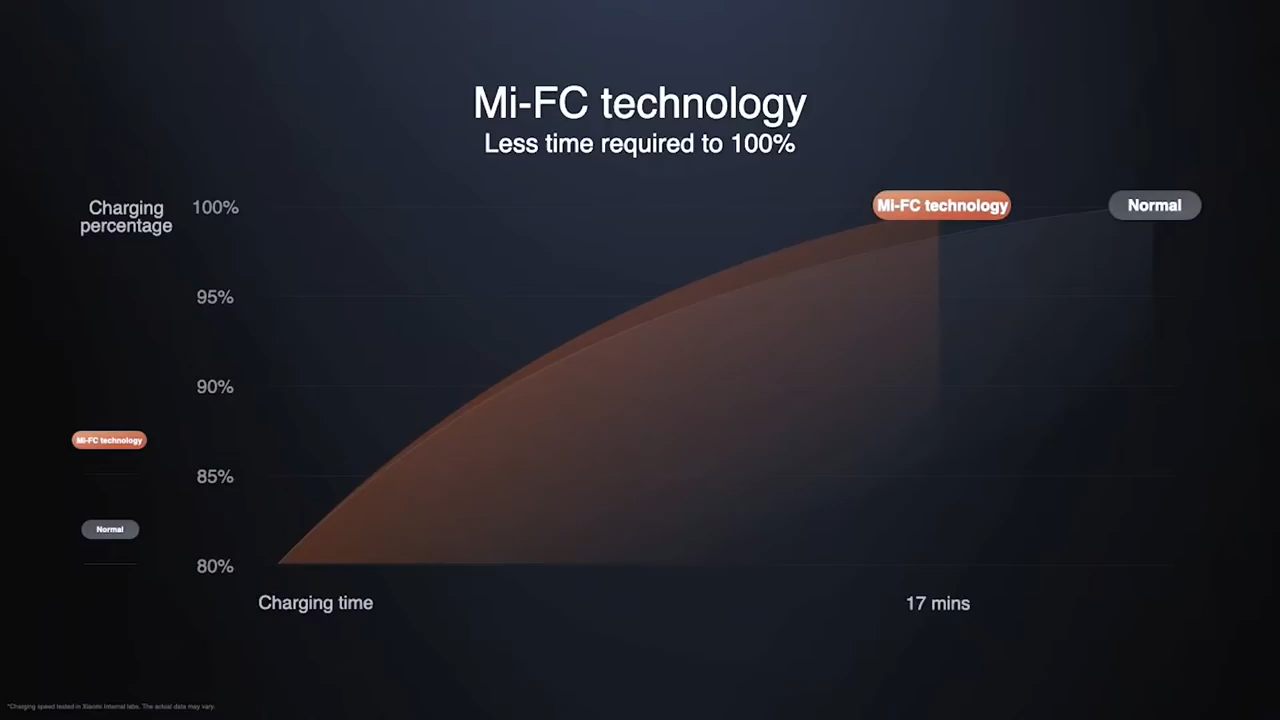 Mi-FC technology
Less time required to 100%
Charging
percentage
100%
Mi-FC technology
Normal
95%
90%
Mi-FC technology
85%
Normal
80%
Charging time
17 mins
*Charging speed tested in Xiaomi Internal labs. The actual data may vary.